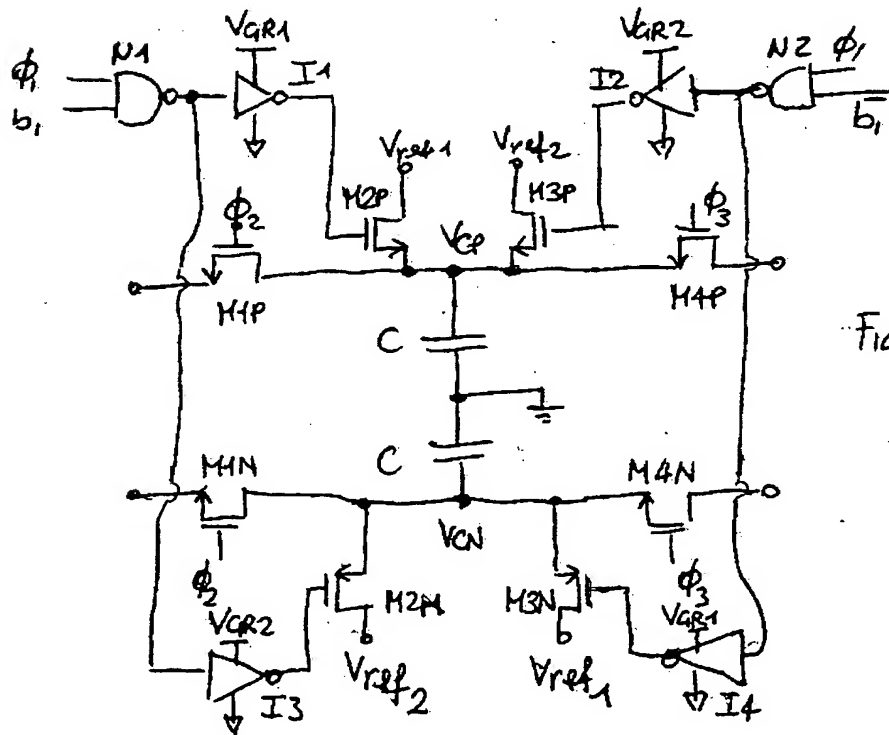 VGR1
VGR2
N1
N2
ϕ1
b1
I1
I2
ϕ1
b̅1
Vref1
Vref2
M2P
M3P
ϕ2
VCP
ϕ3
M1P
M4P
C
Fig
C
M1N
M4N
VCN
ϕ2
M2N
M3N
ϕ3
VGR2
VGR1
Vref2
Vref1
I3
I4